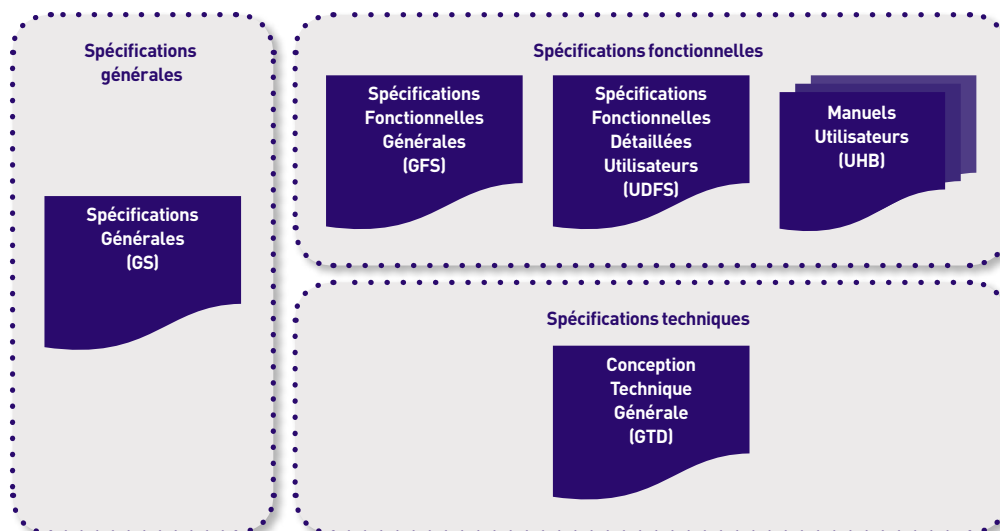 Spécifications
générales
Spécifications
Générales
(GS)
Spécifications fonctionnelles
Spécifications
Fonctionnelles
Générales
(GFS)
Spécifications
Fonctionnelles
Détaillées
Utilisateurs
(UDFS)
Manuels
Utilisateurs
(UHB)
Spécifications techniques
Conception
Technique
Générale
(GTD)